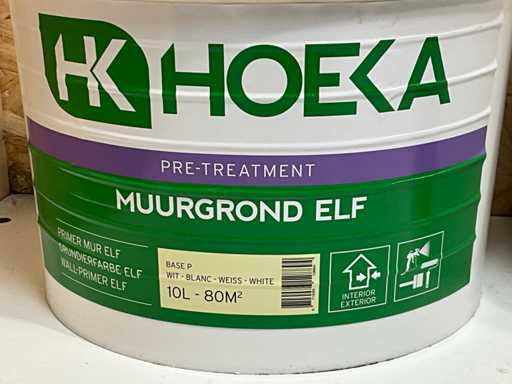 HK HOEKA
PRE-TREATMENT
MUURGROND ELF
PRIMER MUR ELF
GRUNDIERFARBE ELF
WALL-PRIMER ELF
BASE P
WIT - BLANC - WEISS - WHITE
10L - 80M²
INTERIOR
EXTERIOR